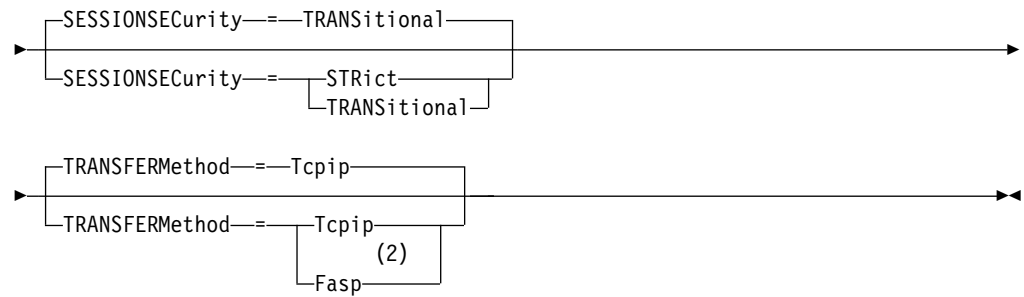 SESSIONSECurity = TRANSitional
SESSIONSECurity = STRict
TRANSitional
TRANSFERMethod = Tcpip
TRANSFERMethod = Tcpip
(2)
Fasp